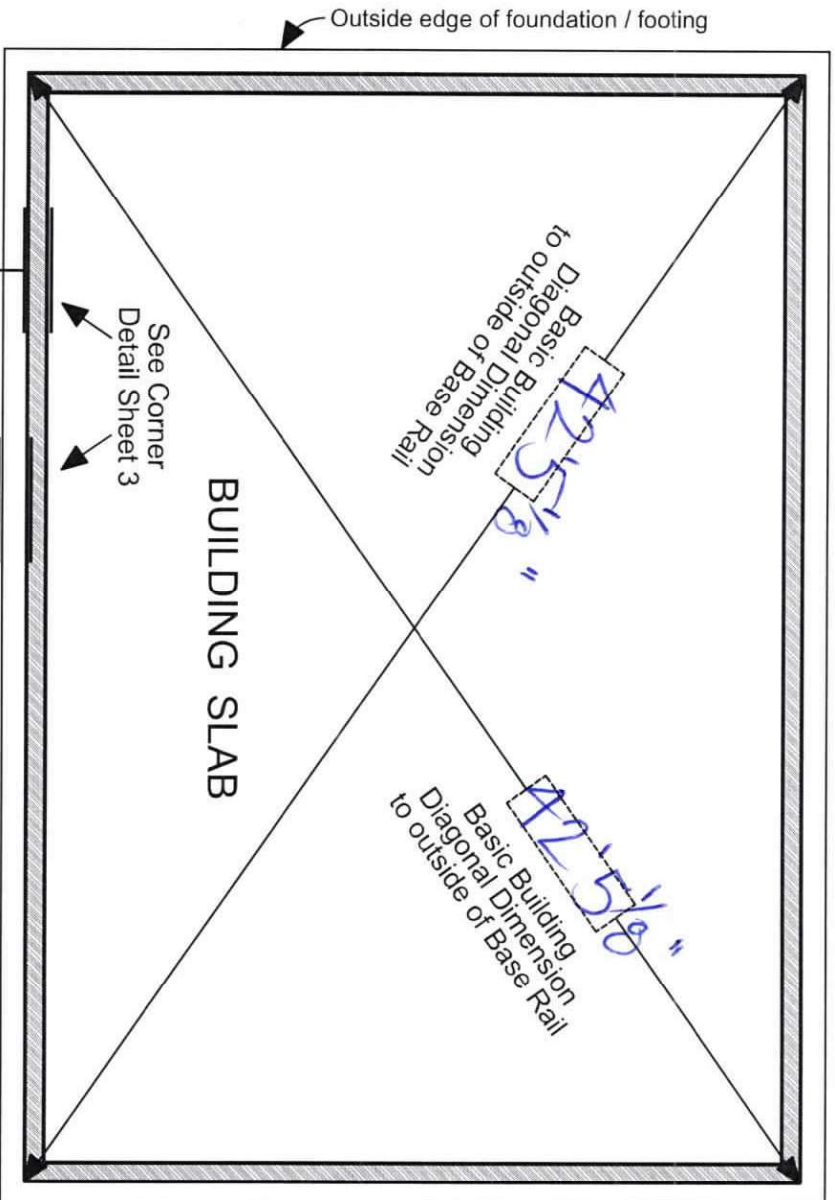 Outside edge of foundation / footing
Basic Building
Diagonal Dimension
to outside of Base Rail
42'5 1/8"
See Corner
Detail Sheet 3
BUILDING SLAB
42'5 1/8"
Basic Building
Diagonal Dimension
to outside of Base Rail